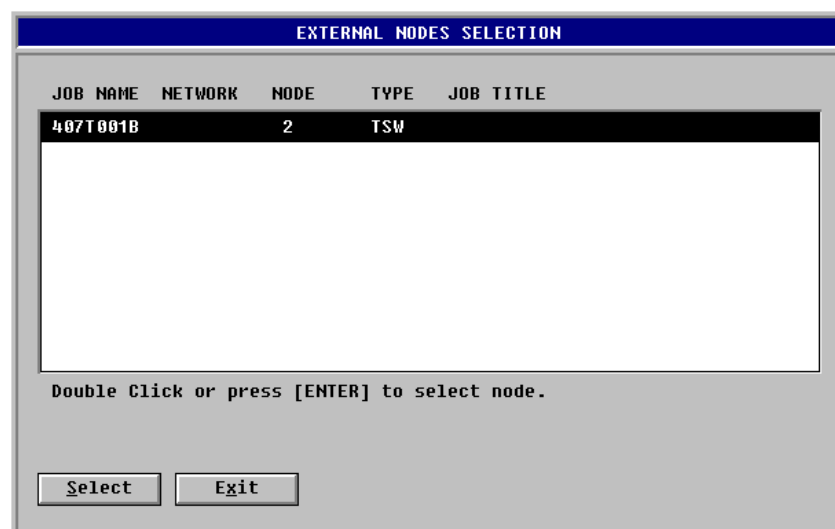 EXTERNAL NODES SELECTION
JOB NAME NETWORK NODE TYPE JOB TITLE
407T001B 2 TSW
Double Click or press [ENTER] to select node.
Select Exit